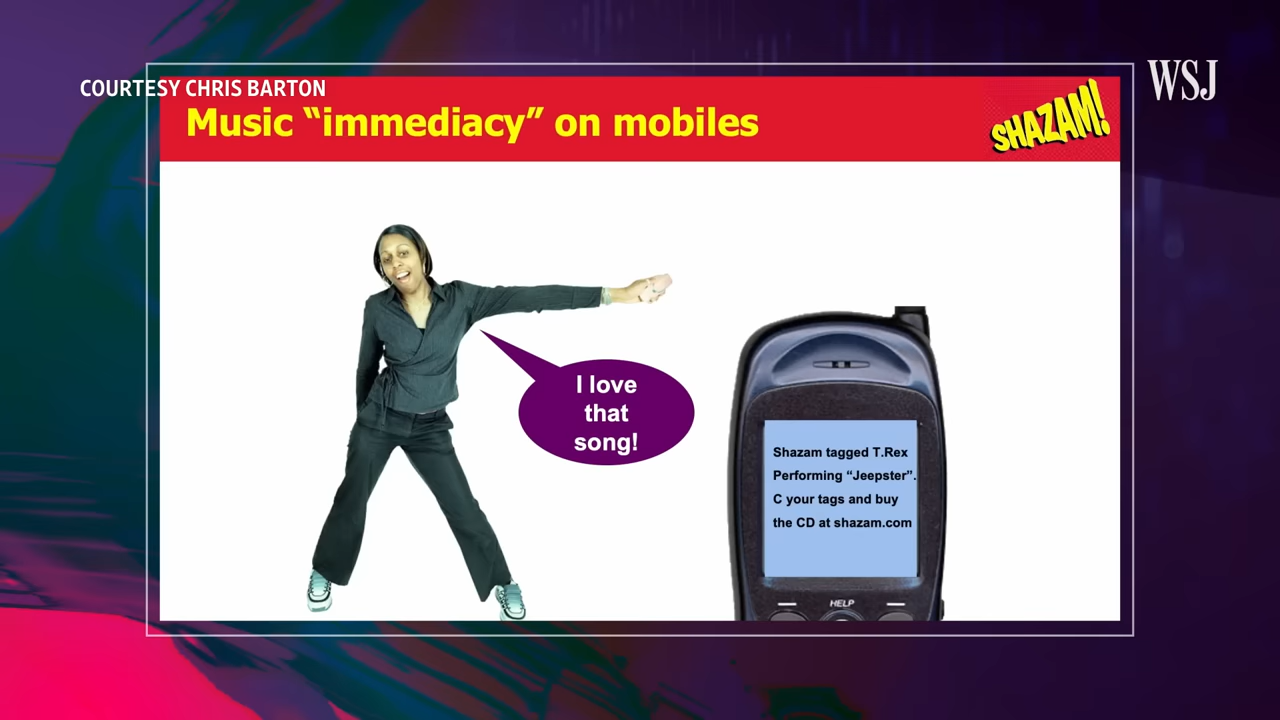 COURTESY CHRIS BARTON
WSJ
Music “immediacy” on mobiles
SHAZAM!
I love
that
song!
Shazam tagged T.Rex
Performing “Jeepster”.
C your tags and buy
the CD at shazam.com
HELP